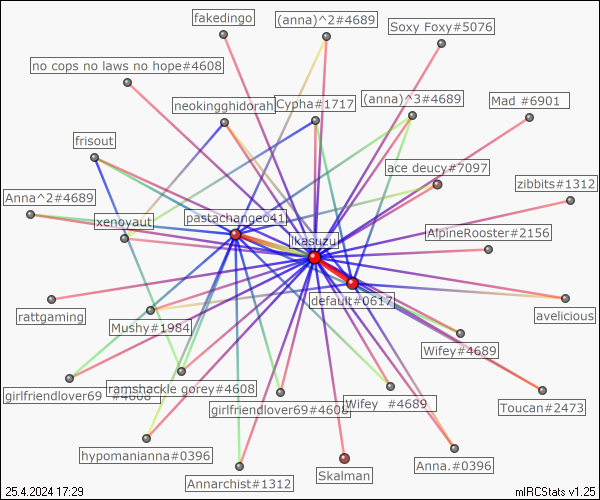 fakedingo
(anna)^2#4689
Soxy Foxy#5076
no cops no laws no hope#4608
neokingghidorah
Cypha#1717
(anna)^3#4689
Mad #6901
frisout
ace deucy#7097
zibbits#1312
Anna^2#4689
xenoyaut
pastachangeo41
lkasuzu
AlpineRooster#2156
default#0617
rattgaming
Mushy#1984
avelicious
Wifey#4689
girlfriendlover69 #4608
ramshackle gorey#4608
girlfriendlover69#4608
Wifey #4689
Toucan#2473
hypomanianna#0396
Anarchist#1312
Skalman
Anna.#0396
25.4.2024 17:29
mIRCStats v1.25